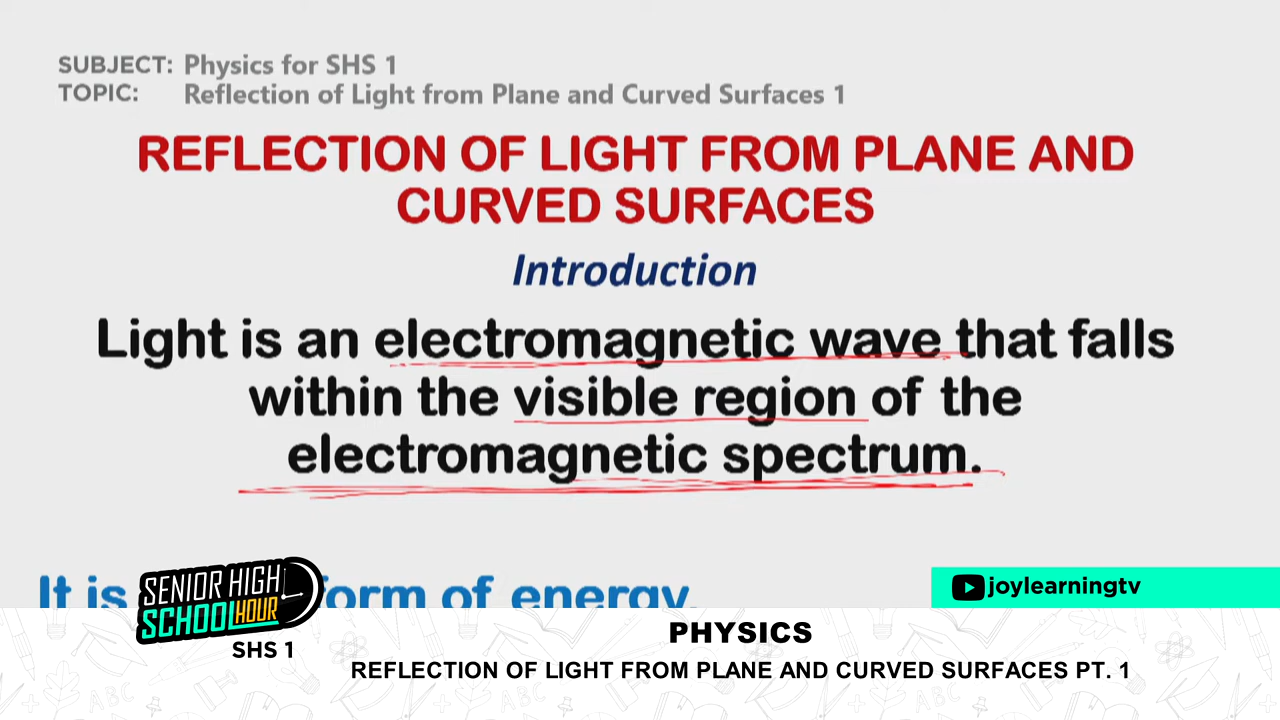 SUBJECT: Physics for SHS 1
TOPIC: Reflection of Light from Plane and Curved Surfaces 1
REFLECTION OF LIGHT FROM PLANE AND
CURVED SURFACES
Introduction
Light is an electromagnetic wave that falls
within the visible region of the
electromagnetic spectrum.
It is form of energy.
SENIOR HIGH
SCHOOL HOUR
SHS 1
joylearningtv
PHYSICS
REFLECTION OF LIGHT FROM PLANE AND CURVED SURFACES PT. 1